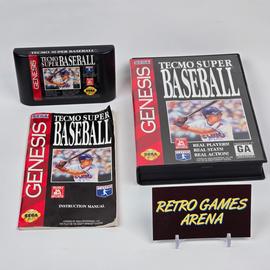 GENESIS
TECMO SUPER
BASEBALL
SEGA
GENESIS
TECMO SUPER
BASEBALL
INSTRUCTION MANUAL
SEGA
GENESIS
TECMO SUPER
BASEBALL
REAL PLAYERS!
REAL STATS!
REAL ACTION!
SEGA
GA
RETRO GAMES
ARENA